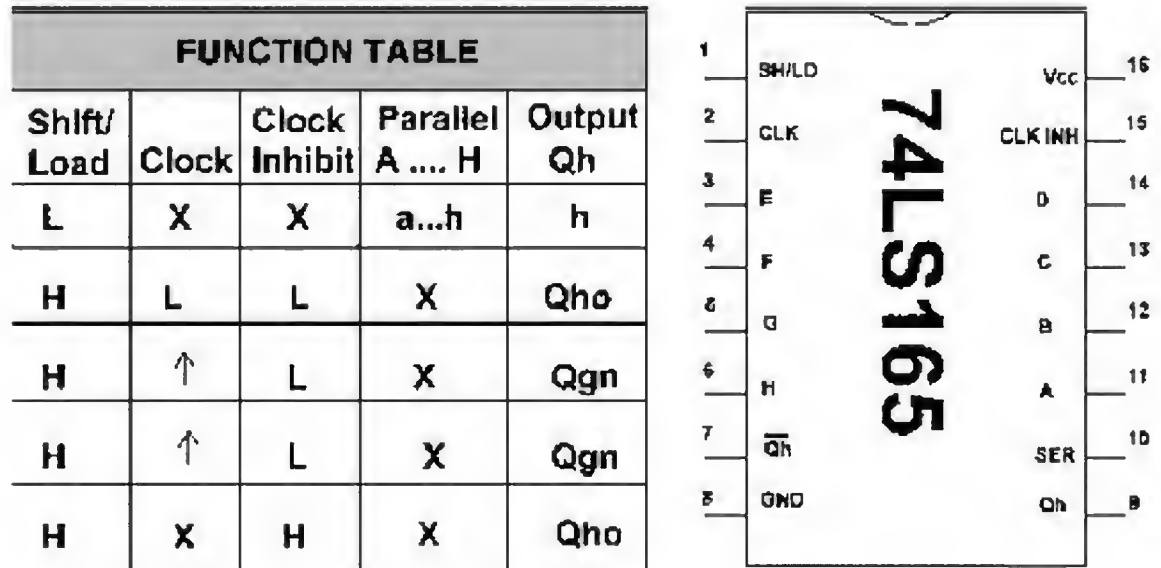 FUNCTION TABLE
Shift/ Load Clock Clock Inhibit Parallel A .... H Output Qh
L X X a...h h
H L L X Qho
H ↑ L X Qgn
H ↑ L X Qgn
H X H X Qho
74LS165
1 SH/LD
2 CLK
3 E
4 F
5 G
6 H
7 Qh
8 GND
Vcc 16
CLK INH 15
D 14
C 13
B 12
A 11
SER 10
Qh 9